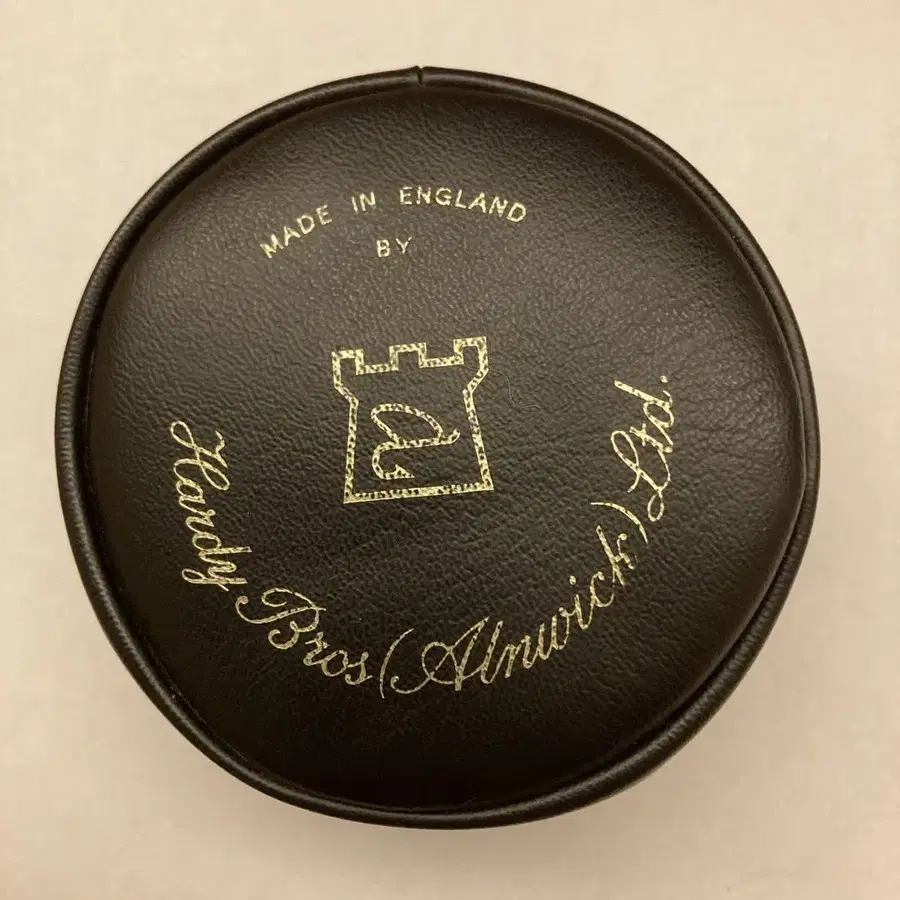 MADE IN ENGLAND
BY
a
Hardy Bros (Alnwick) Ltd.